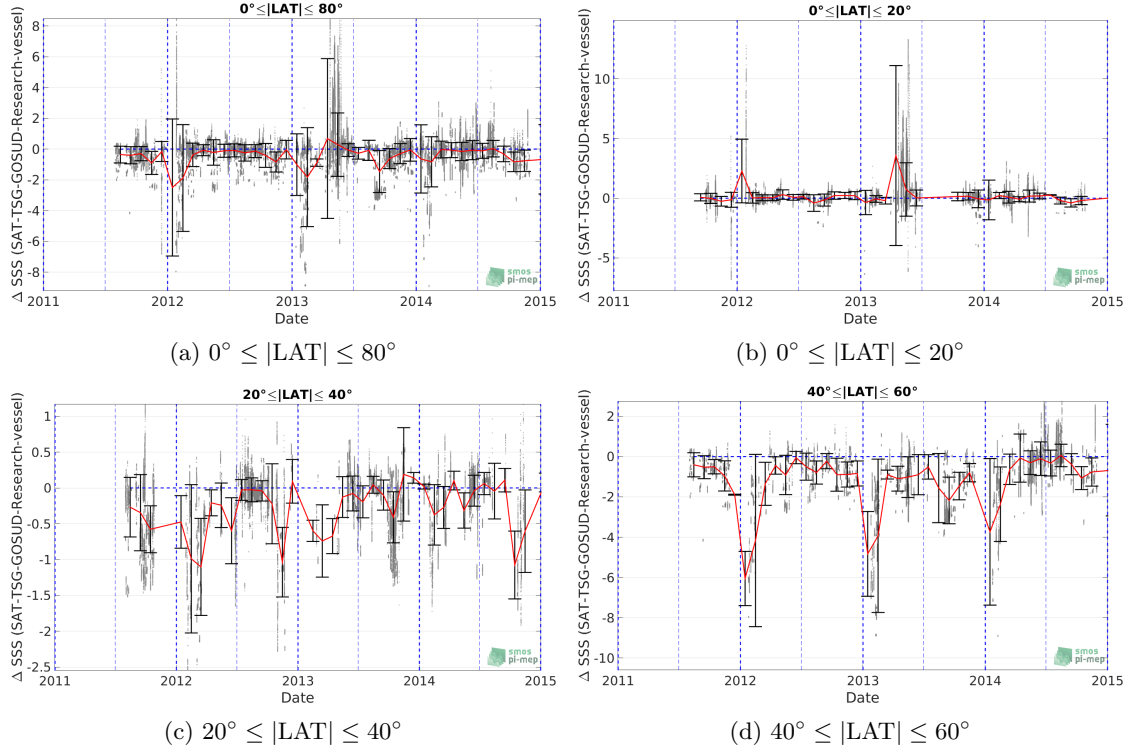 0°≤|LAT|≤ 80°
Δ SSS (SAT-TSG-GOSUD-Research-vessel)
8
6
4
2
0
-2
-4
-6
-8
2011
2012
2013
2014
2015
Date
smos
pi-mep
(a) 0° ≤ |LAT| ≤ 80°
0°≤|LAT|≤ 20°
Δ SSS (SAT-TSG-GOSUD-Research-vessel)
10
5
0
-5
2011
2012
2013
2014
2015
Date
smos
pi-mep
(b) 0° ≤ |LAT| ≤ 20°
20°≤|LAT|≤ 40°
Δ SSS (SAT-TSG-GOSUD-Research-vessel)
1
0.5
0
-0.5
-1
-1.5
-2
-2.5
2011
2012
2013
2014
2015
Date
smos
pi-mep
(c) 20° ≤ |LAT| ≤ 40°
40°≤|LAT|≤ 60°
Δ SSS (SAT-TSG-GOSUD-Research-vessel)
2
0
-2
-4
-6
-8
-10
2011
2012
2013
2014
2015
Date
smos
pi-mep
(d) 40° ≤ |LAT| ≤ 60°